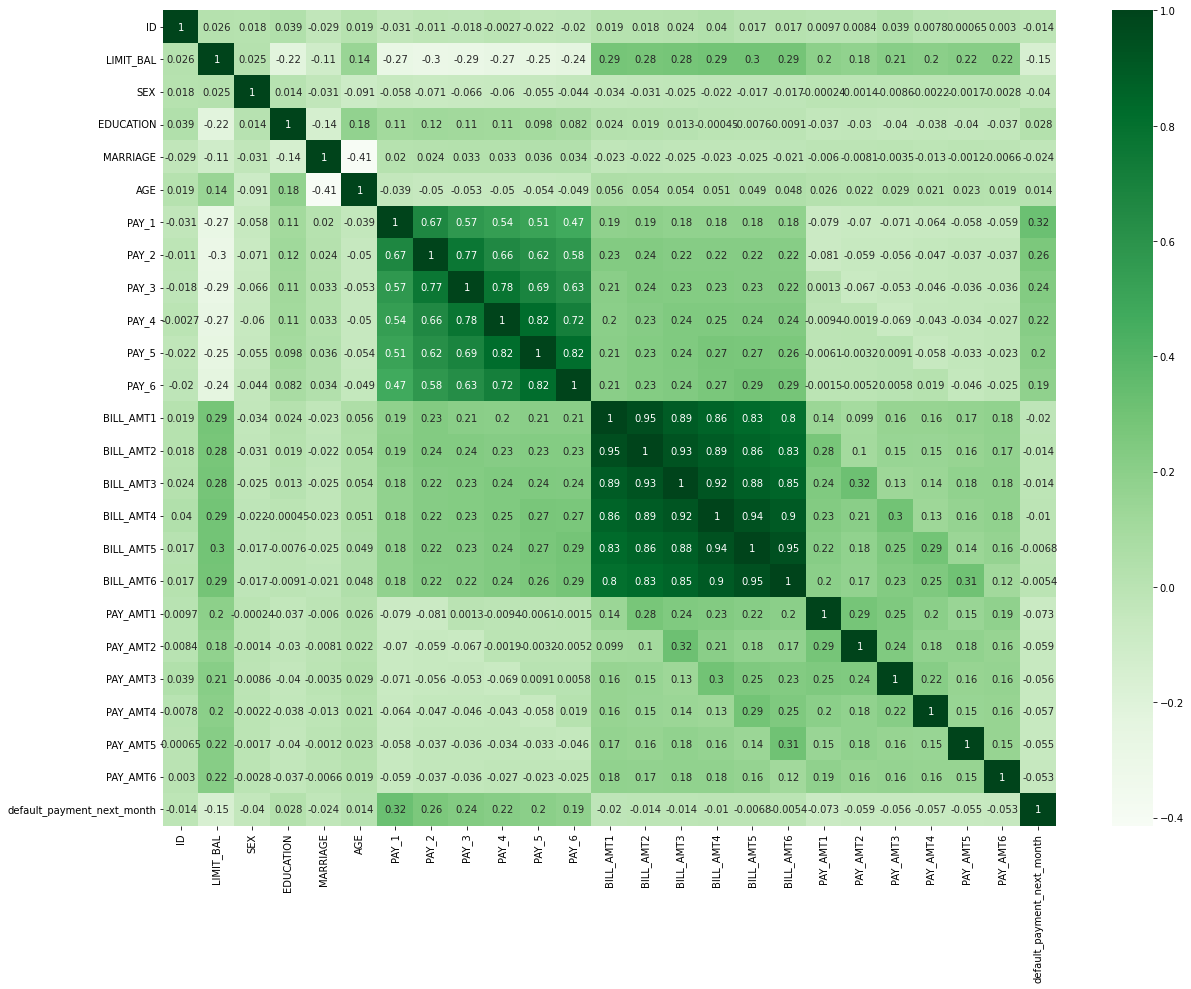 ID 1 0.026 0.018 0.039 -0.029 0.019 -0.031 -0.011 -0.018 -0.0027 -0.022 -0.02 0.019 0.018 0.024 0.04 0.017 0.017 0.0097 0.0084 0.039 0.0078 0.00065 0.003 -0.014 1.0
LIMIT_BAL 0.026 1 0.025 -0.22 -0.11 0.14 -0.27 -0.3 -0.29 -0.27 -0.25 -0.24 0.29 0.28 0.28 0.29 0.3 0.29 0.2 0.18 0.21 0.2 0.22 0.22 -0.15
SEX 0.018 0.025 1 0.014 -0.031 -0.091 -0.058 -0.071 -0.066 -0.06 -0.055 -0.044 -0.034 -0.031 -0.025 -0.022 -0.017 -0.017 -0.00024 -0.0014 -0.0086 -0.0022 -0.0017 -0.0028 -0.04
EDUCATION 0.039 -0.22 0.014 1 -0.14 0.18 0.11 0.12 0.11 0.11 0.098 0.082 0.024 0.019 0.013 -0.00045 -0.0076 -0.0091 -0.037 -0.03 -0.04 -0.038 -0.04 -0.037 0.028 0.8
MARRIAGE -0.029 -0.11 -0.031 -0.14 1 -0.41 0.02 0.024 0.033 0.033 0.036 0.034 -0.023 -0.022 -0.025 -0.023 -0.025 -0.021 -0.006 -0.0081 -0.0035 -0.013 -0.0012 -0.0066 -0.024
AGE 0.019 0.14 -0.091 0.18 -0.41 1 -0.039 -0.05 -0.053 -0.05 -0.054 -0.049 0.056 0.054 0.054 0.051 0.049 0.048 0.026 0.022 0.029 0.021 0.023 0.019 0.014
PAY_1 -0.031 -0.27 -0.058 0.11 0.02 -0.039 1 0.67 0.57 0.54 0.51 0.47 0.19 0.19 0.18 0.18 0.18 0.18 -0.079 -0.07 -0.071 -0.064 -0.058 -0.059 0.32 0.6
PAY_2 -0.011 -0.3 -0.071 0.12 0.024 -0.05 0.67 1 0.77 0.66 0.62 0.58 0.23 0.24 0.22 0.22 0.22 0.22 -0.081 -0.059 -0.056 -0.047 -0.037 -0.037 0.26
PAY_3 -0.018 -0.29 -0.066 0.11 0.033 -0.053 0.57 0.77 1 0.78 0.69 0.63 0.21 0.24 0.23 0.23 0.23 0.22 0.0013 -0.067 -0.053 -0.046 -0.036 -0.036 0.24
PAY_4 -0.0027 -0.27 -0.06 0.11 0.033 -0.05 0.54 0.66 0.78 1 0.82 0.72 0.2 0.23 0.24 0.25 0.24 0.24 -0.0094 -0.0019 -0.069 -0.043 -0.034 -0.027 0.22 0.4
PAY_5 -0.022 -0.25 -0.055 0.098 0.036 -0.054 0.51 0.62 0.69 0.82 1 0.82 0.21 0.23 0.24 0.27 0.27 0.26 -0.0061 -0.0032 0.0091 -0.058 -0.033 -0.023 0.2
PAY_6 -0.02 -0.24 -0.044 0.082 0.034 -0.049 0.47 0.58 0.63 0.72 0.82 1 0.21 0.23 0.24 0.27 0.29 0.29 -0.0015 -0.0052 0.0058 0.019 -0.046 -0.025 0.19
BILL_AMT1 0.019 0.29 -0.034 0.024 -0.023 0.056 0.19 0.23 0.21 0.2 0.21 0.21 1 0.95 0.89 0.86 0.83 0.8 0.14 0.099 0.16 0.16 0.17 0.18 -0.02 0.2
BILL_AMT2 0.018 0.28 -0.031 0.019 -0.022 0.054 0.19 0.24 0.24 0.23 0.23 0.23 0.95 1 0.93 0.89 0.86 0.83 0.28 0.1 0.15 0.15 0.16 0.17 -0.014
BILL_AMT3 0.024 0.28 -0.025 0.013 -0.025 0.054 0.18 0.22 0.23 0.24 0.24 0.24 0.89 0.93 1 0.92 0.88 0.85 0.24 0.32 0.13 0.14 0.18 0.18 -0.014
BILL_AMT4 0.04 0.29 -0.022 -0.00045 -0.023 0.051 0.18 0.22 0.23 0.25 0.27 0.27 0.86 0.89 0.92 1 0.94 0.9 0.23 0.21 0.3 0.13 0.16 0.18 -0.01
BILL_AMT5 0.017 0.3 -0.017 -0.0076 -0.025 0.049 0.18 0.22 0.23 0.24 0.27 0.29 0.83 0.86 0.88 0.94 1 0.95 0.22 0.18 0.25 0.29 0.14 0.16 -0.0068
BILL_AMT6 0.017 0.29 -0.017 -0.0091 -0.021 0.048 0.18 0.22 0.22 0.24 0.26 0.29 0.8 0.83 0.85 0.9 0.95 1 0.2 0.17 0.23 0.25 0.31 0.12 -0.0054 0.0
PAY_AMT1 0.0097 0.2 -0.00024 -0.037 -0.006 0.026 -0.079 -0.081 0.0013 -0.0094 -0.0061 -0.0015 0.14 0.28 0.24 0.23 0.22 0.2 1 0.29 0.25 0.2 0.15 0.19 -0.073
PAY_AMT2 0.0084 0.18 -0.0014 -0.03 -0.0081 0.022 -0.07 -0.059 -0.067 -0.0019 -0.0032 -0.0052 0.099 0.1 0.32 0.21 0.18 0.17 0.29 1 0.24 0.18 0.18 0.16 -0.059
PAY_AMT3 0.039 0.21 -0.0086 -0.04 -0.0035 0.029 -0.071 -0.056 -0.053 -0.069 0.0091 0.0058 0.16 0.15 0.13 0.3 0.25 0.23 0.25 0.24 1 0.22 0.16 0.16 -0.056
PAY_AMT4 0.0078 0.2 -0.0022 -0.038 -0.013 0.021 -0.064 -0.047 -0.046 -0.043 -0.058 0.019 0.16 0.15 0.14 0.13 0.29 0.25 0.2 0.18 0.22 1 0.15 0.16 -0.057 −0.2
PAY_AMT5 0.00065 0.22 -0.0017 -0.04 -0.0012 0.023 -0.058 -0.037 -0.036 -0.034 -0.033 -0.046 0.17 0.16 0.18 0.16 0.14 0.31 0.15 0.18 0.16 0.15 1 0.15 -0.055
PAY_AMT6 0.003 0.22 -0.0028 -0.037 -0.0066 0.019 -0.059 -0.037 -0.036 -0.027 -0.023 -0.025 0.18 0.17 0.18 0.18 0.16 0.12 0.19 0.16 0.16 0.16 0.15 1 -0.053
default_payment_next_month -0.014 -0.15 -0.04 0.028 -0.024 0.014 0.32 0.26 0.24 0.22 0.2 0.19 -0.02 -0.014 -0.014 -0.01 -0.0068 -0.0054 -0.073 -0.059 -0.056 -0.057 -0.055 -0.053 1 −0.4
ID LIMIT_BAL SEX EDUCATION MARRIAGE AGE PAY_1 PAY_2 PAY_3 PAY_4 PAY_5 PAY_6 BILL_AMT1 BILL_AMT2 BILL_AMT3 BILL_AMT4 BILL_AMT5 BILL_AMT6 PAY_AMT1 PAY_AMT2 PAY_AMT3 PAY_AMT4 PAY_AMT5 PAY_AMT6 default_payment_next_month